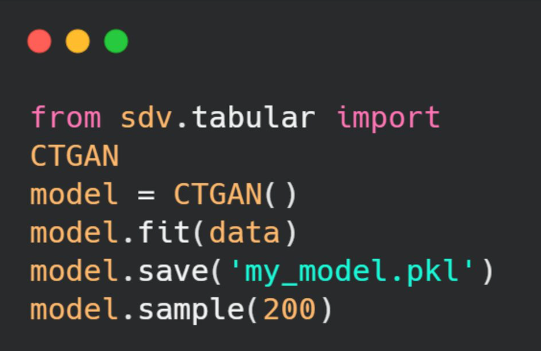 from sdv.tabular import
CTGAN
model = CTGAN()
model.fit(data)
model.save('my_model.pkl')
model.sample(200)